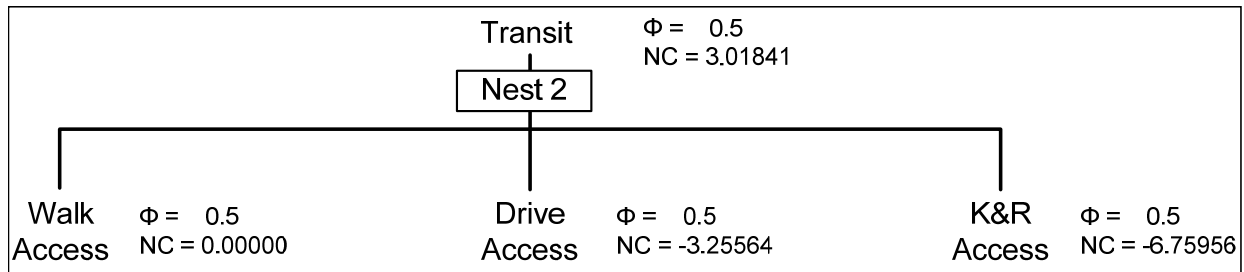 Transit
Φ = 0.5
NC = 3.01841
Nest 2
Walk
Access
Φ = 0.5
NC = 0.00000
Drive
Access
Φ = 0.5
NC = -3.25564
K&R
Access
Φ = 0.5
NC = -6.75956